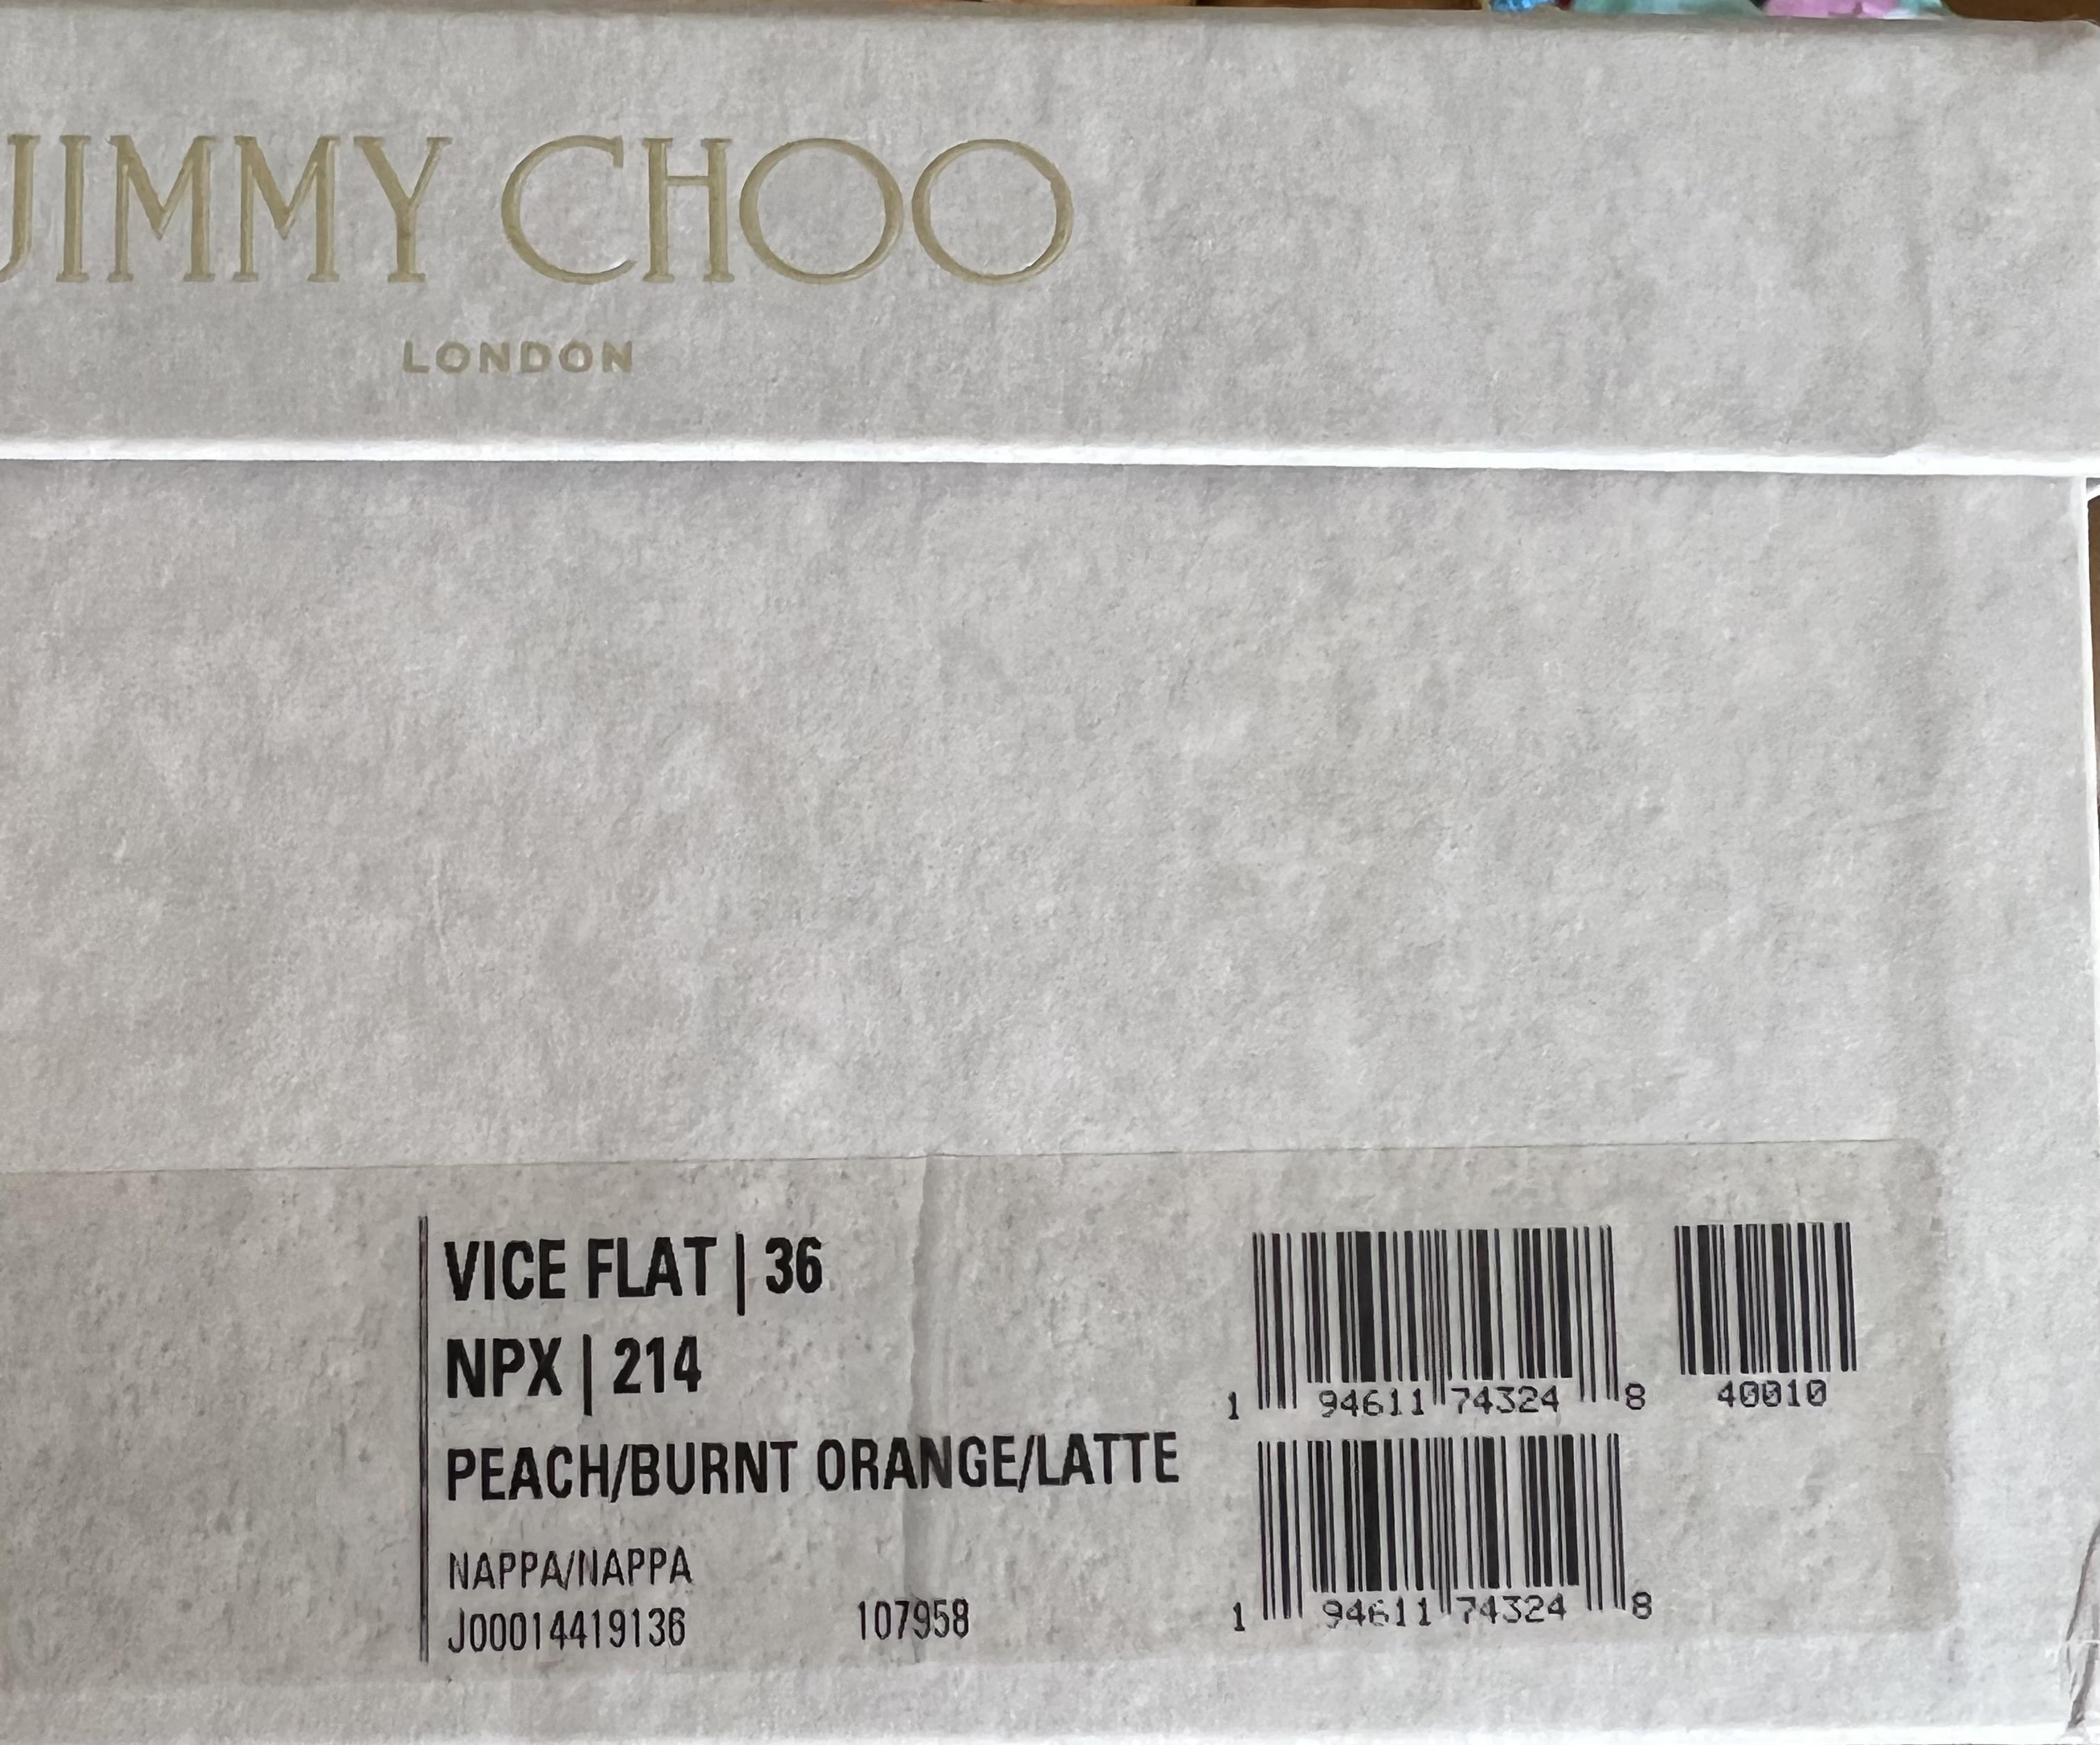 JIMMY CHOO
LONDON
VICE FLAT | 36
NPX | 214
PEACH/BURNT ORANGE/LATTE
NAPPA/NAPPA
J00014419136 107958
1 94611 74324 8 40010
1 94611 74324 8